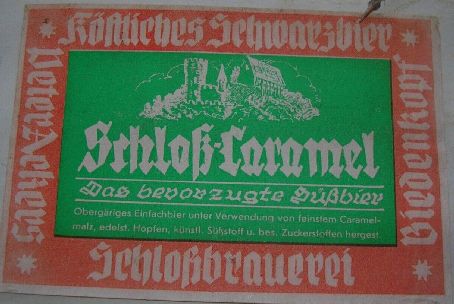 Köstliches Schwarzbier
Schloß-Caramel
Das bevorzugte Süßbier
Obergäriges Einfachbier unter Verwendung von feinstem Caramel-
malz, edelst. Hopfen, künstl. Süßstoff u. bes. Zuckerstoffen hergest.
Schloßbrauerei
Peter
Biedenkopf